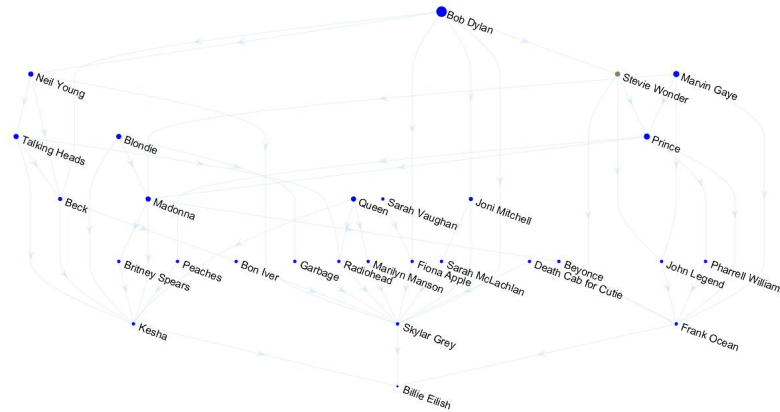 Bob Dylan
Neil Young
Stevie Wonder
Marvin Gaye
Talking Heads
Blondie
Prince
Beck
Madonna
Queen
Sarah Vaughan
Joni Mitchell
Britney Spears
Peaches
Bon Iver
Garbage
Radiohead
Marilyn Manson
Fiona Apple
Sarah McLachlan
Death Cab for Cutie
Beyonce
John Legend
Pharrell William
Kesha
Skylar Grey
Frank Ocean
Billie Eilish